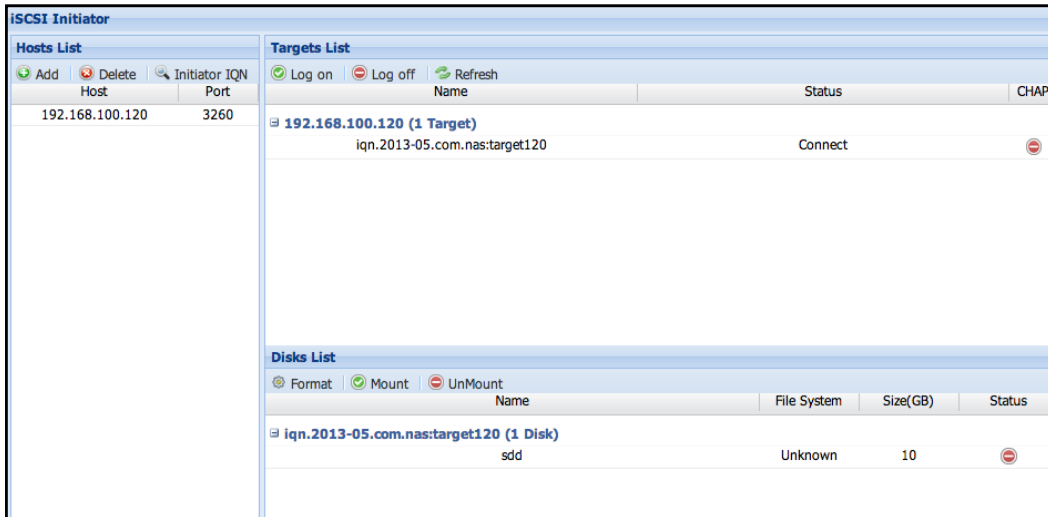 iSCSI Initiator
Hosts List
Add Delete Initiator IQN
Host Port
192.168.100.120 3260
Targets List
Log on Log off Refresh
Name Status CHAP
192.168.100.120 (1 Target)
iqn.2013-05.com.nas:target120 Connect
Disks List
Format Mount UnMount
Name File System Size(GB) Status
iqn.2013-05.com.nas:target120 (1 Disk)
sdd Unknown 10